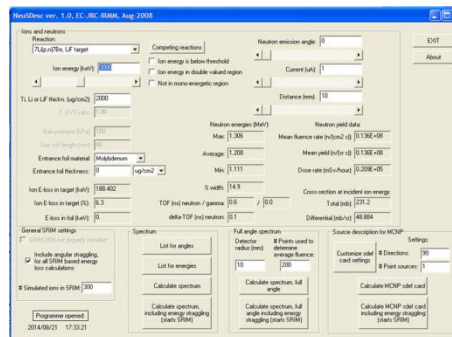 NeuSDesc ver. 1.0, EC-JRC-IRMM, Aug-2008
Ions and neutrons
Reaction:
7Li(p,n)7Be, LiF target
Competing reactions
Neutron emission angle: 0
EXIT
About
Ion energy (keV):
Ion energy is below threshold
Ion energy in double valued region
Not in mono-energetic region
Current (uA): 1
Distance (mm): 10
Ti, Li or LiF thickn. (ug/cm2): 2000
Gas pressure (hPa): 100
Gas cell length (mm): 40
Entrance foil material: Molybdenum
Entrance foil thickness: 0 ug/cm2
Ion E-loss in target (keV): 188.402
Ion E-loss in target (%): 6.3
E-loss in foil (keV): 0.
Neutron energies (MeV):
Max: 1.306
Average: 1.208
Min: 1.111
% width: 14.9
TOF (ns) neutron / gamma: 0.6 / 0.0
delta-TOF (ns) neutron: 0.1
Neutron yield data:
Mean fluence rate (n/(cm2 s)): 0.136E+08
Mean yield (n/(sr s)): 0.136E+08
Dose rate (mSv/hour): 0.209E+05
Cross-section at incident ion energy:
Total (mb): 231.2
Differential (mb/sr): 48.884
General SRIM settings
SRIM2008 not properly installed
Include angular straggling, for all SRIM based energy loss calculations
# Simulated ions in SRIM: 300
Programme opened:
2014/08/21 17:33:21
Spectrum
List for angles
List for energies
Calculate spectrum
Calculate spectrum, including energy straggling (starts SRIM)
Full angle spectrum
Detector radius (mm): 10
# Points used to determine average fluence: 200
Calculate spectrum, full angle
Calculate spectrum, full angle including energy straggling (starts SRIM)
Source description for MCNP
Settings:
Customize sdef card settings
# Directions: 90
# Point sources: 1
Calculate MCNP sdef card
Calculate MCNP sdef card including energy straggling (starts SRIM)